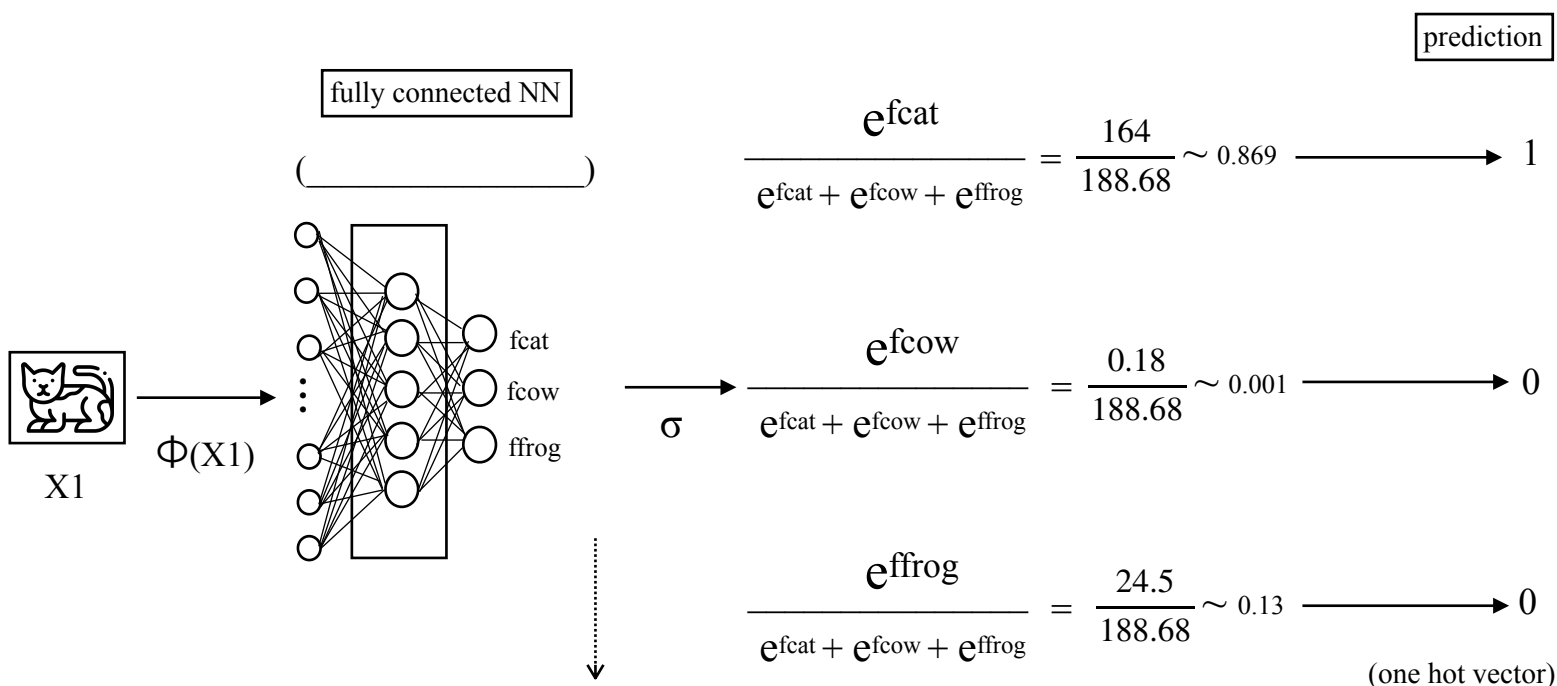 prediction
fully connected NN
(____________________)
e^fcat / e^fcat + e^fcow + e^ffrog = 164 / 188.68 ~ 0.869 1
fcat
e^fcow / e^fcat + e^fcow + e^ffrog = 0.18 / 188.68 ~ 0.001 0
fcow
Φ(X1)
σ
ffrog
X1
e^ffrog / e^fcat + e^fcow + e^ffrog = 24.5 / 188.68 ~ 0.13 0
(one hot vector)